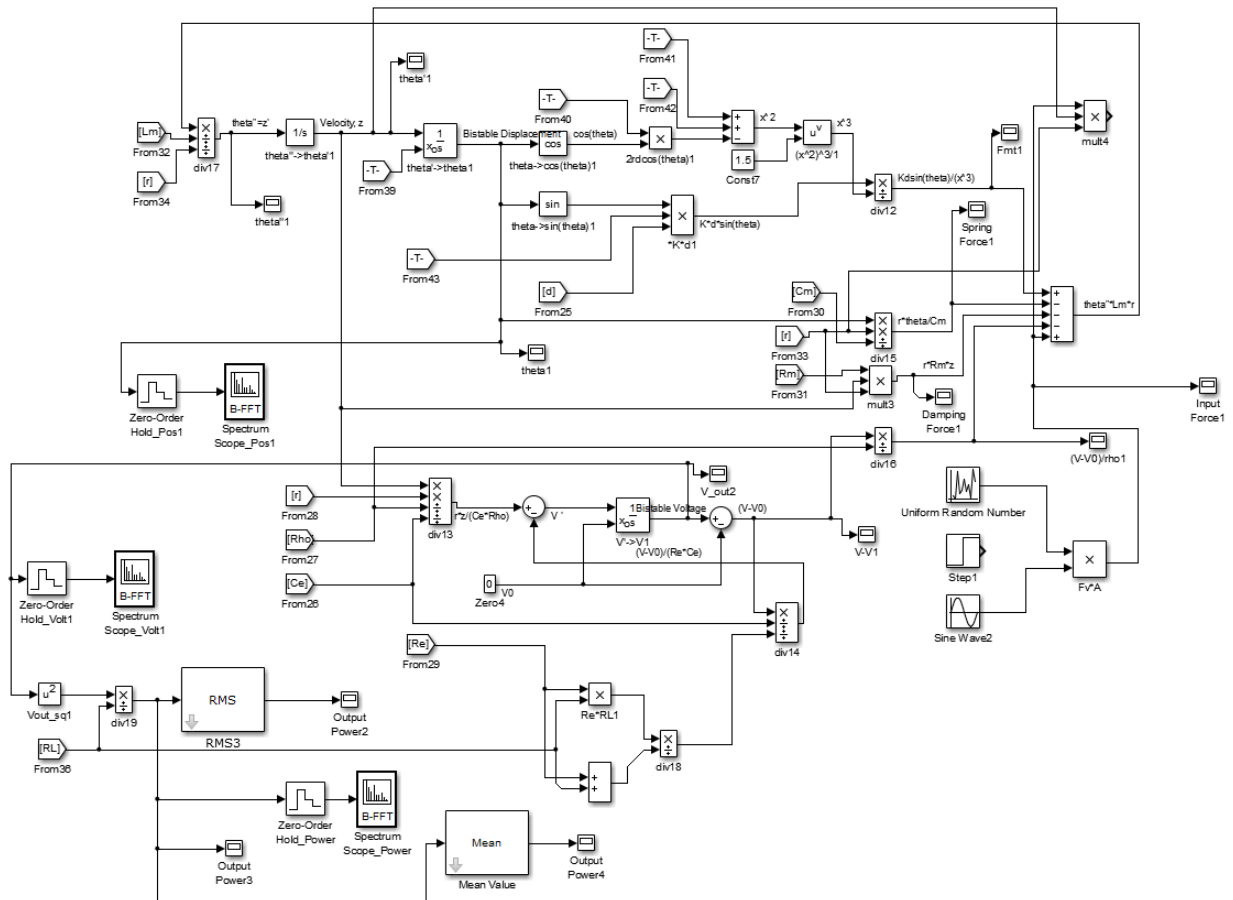 -T-
From41
theta'1
-T-
From42
-T-
From40
theta''=z'
Velocity, z
[Lm]
From32
×
÷
÷
div17
1/s
theta''->theta'1
1
xo s
theta'->theta1
Bistable Displacement
cos(theta)
cos
theta->cos(theta)1
×
2rdcos(theta)1
+
+
−
x^2
u^v
(x^2)^3/1
x^3
1.5
Const7
×
mult4
Fmt1
[r]
From34
-T-
From39
theta''1
sin
theta->sin(theta)1
×
*K*d1
K*d*sin(theta)
×
÷
div12
Kdsin(theta)/(x^3)
Spring
Force1
-T-
From43
[d]
From25
[Cm]
From30
[r]
From33
×
×
÷
div15
r*theta/Cm
+
−
−
−
+
theta''*Lm*r
theta1
[Rm]
From31
×
mult3
r*Rm*z
Damping
Force1
Input
Force1
Zero-Order
Hold_Pos1
B-FFT
Spectrum
Scope_Pos1
×
÷
div16
(V-V0)/rho1
V_out2
[r]
From28
[Rho]
From27
[Ce]
From26
×
×
÷
÷
div13
r*z/(Ce*Rho)
+
−
V '
1
xo s
V'->V1
Bistable Voltage
+
−
(V-V0)
V-V1
(V-V0)/(Re*Ce)
0
Zero4
V0
Uniform Random Number
Step1
Sine Wave2
×
Fv*A
Zero-Order
Hold_Volt1
B-FFT
Spectrum
Scope_Volt1
×
÷
÷
div14
[Re]
From29
u²
Vout_sq1
×
÷
div19
RMS
RMS3
Output
Power2
×
Re*RL1
×
÷
div18
+
+
[RL]
From36
Zero-Order
Hold_Power
B-FFT
Spectrum
Scope_Power
Output
Power3
Mean
Mean Value
Output
Power4